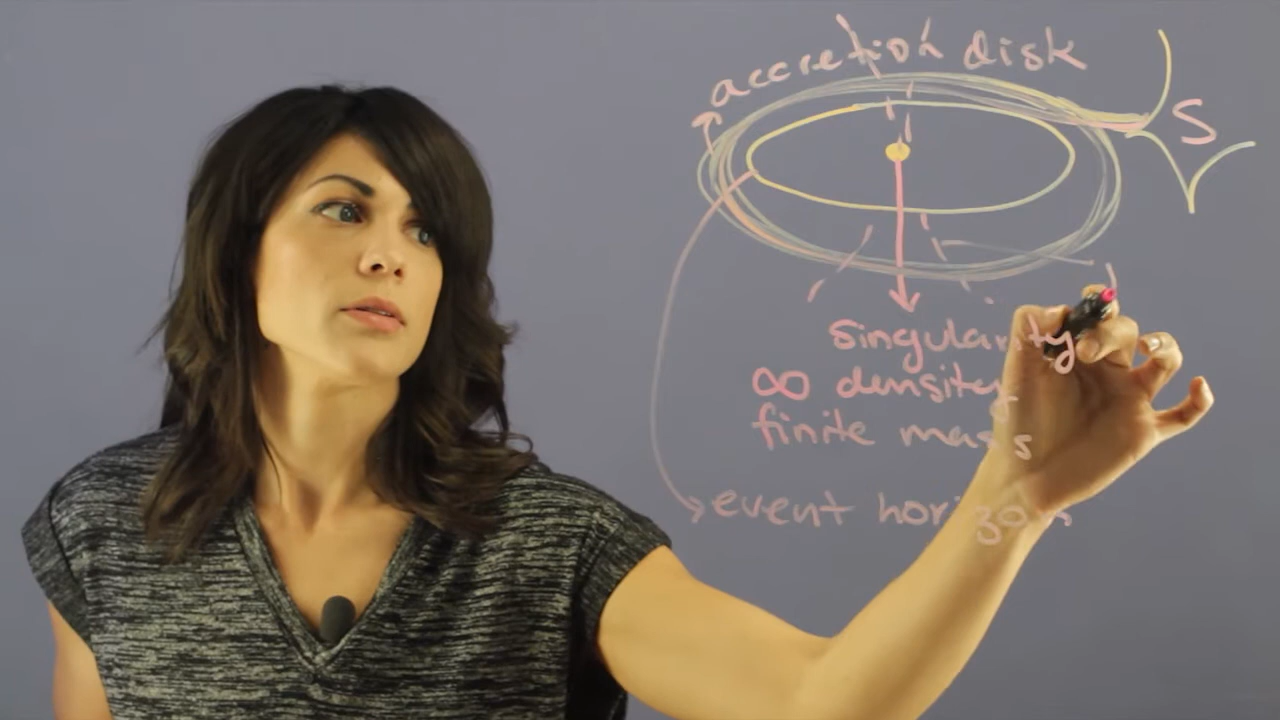 accretion disk
S
singularity
∞ density
finite mass
event horizon